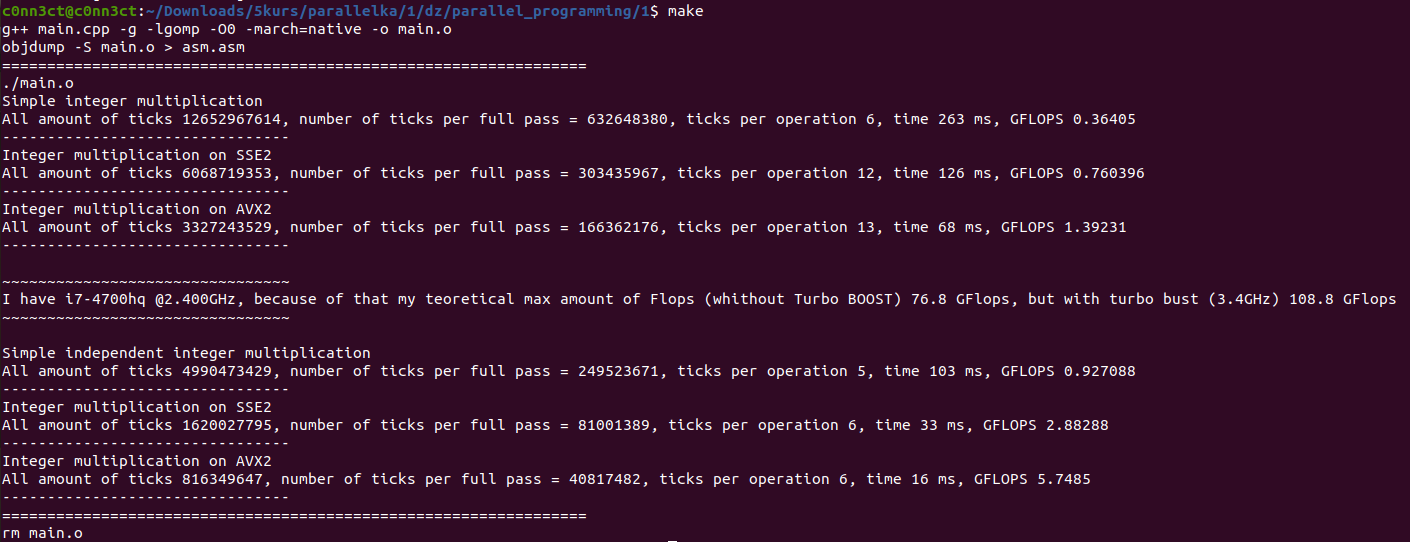 c0nn3ct@c0nn3ct:~/Downloads/5kurs/parallelka/1/dz/parallel_programming/1$ make
g++ main.cpp -g -lgomp -O0 -march=native -o main.o
objdump -S main.o > asm.asm
=================================================================
./main.o
Simple integer multiplication
All amount of ticks 12652967614, number of ticks per full pass = 632648380, ticks per operation 6, time 263 ms, GFLOPS 0.36405
--------------------------------
Integer multiplication on SSE2
All amount of ticks 6068719353, number of ticks per full pass = 303435967, ticks per operation 12, time 126 ms, GFLOPS 0.760396
--------------------------------
Integer multiplication on AVX2
All amount of ticks 3327243529, number of ticks per full pass = 166362176, ticks per operation 13, time 68 ms, GFLOPS 1.39231
--------------------------------
~~~~~~~~~~~~~~~~~~~~~~~~~~~~~~~~
I have i7-4700hq @2.400GHz, because of that my teoretical max amount of Flops (whithout Turbo BOOST) 76.8 GFlops, but with turbo bust (3.4GHz) 108.8 GFlops
~~~~~~~~~~~~~~~~~~~~~~~~~~~~~~~~
Simple independent integer multiplication
All amount of ticks 4990473429, number of ticks per full pass = 249523671, ticks per operation 5, time 103 ms, GFLOPS 0.927088
--------------------------------
Integer multiplication on SSE2
All amount of ticks 1620027795, number of ticks per full pass = 81001389, ticks per operation 6, time 33 ms, GFLOPS 2.88288
--------------------------------
Integer multiplication on AVX2
All amount of ticks 816349647, number of ticks per full pass = 40817482, ticks per operation 6, time 16 ms, GFLOPS 5.7485
--------------------------------
=================================================================
rm main.o